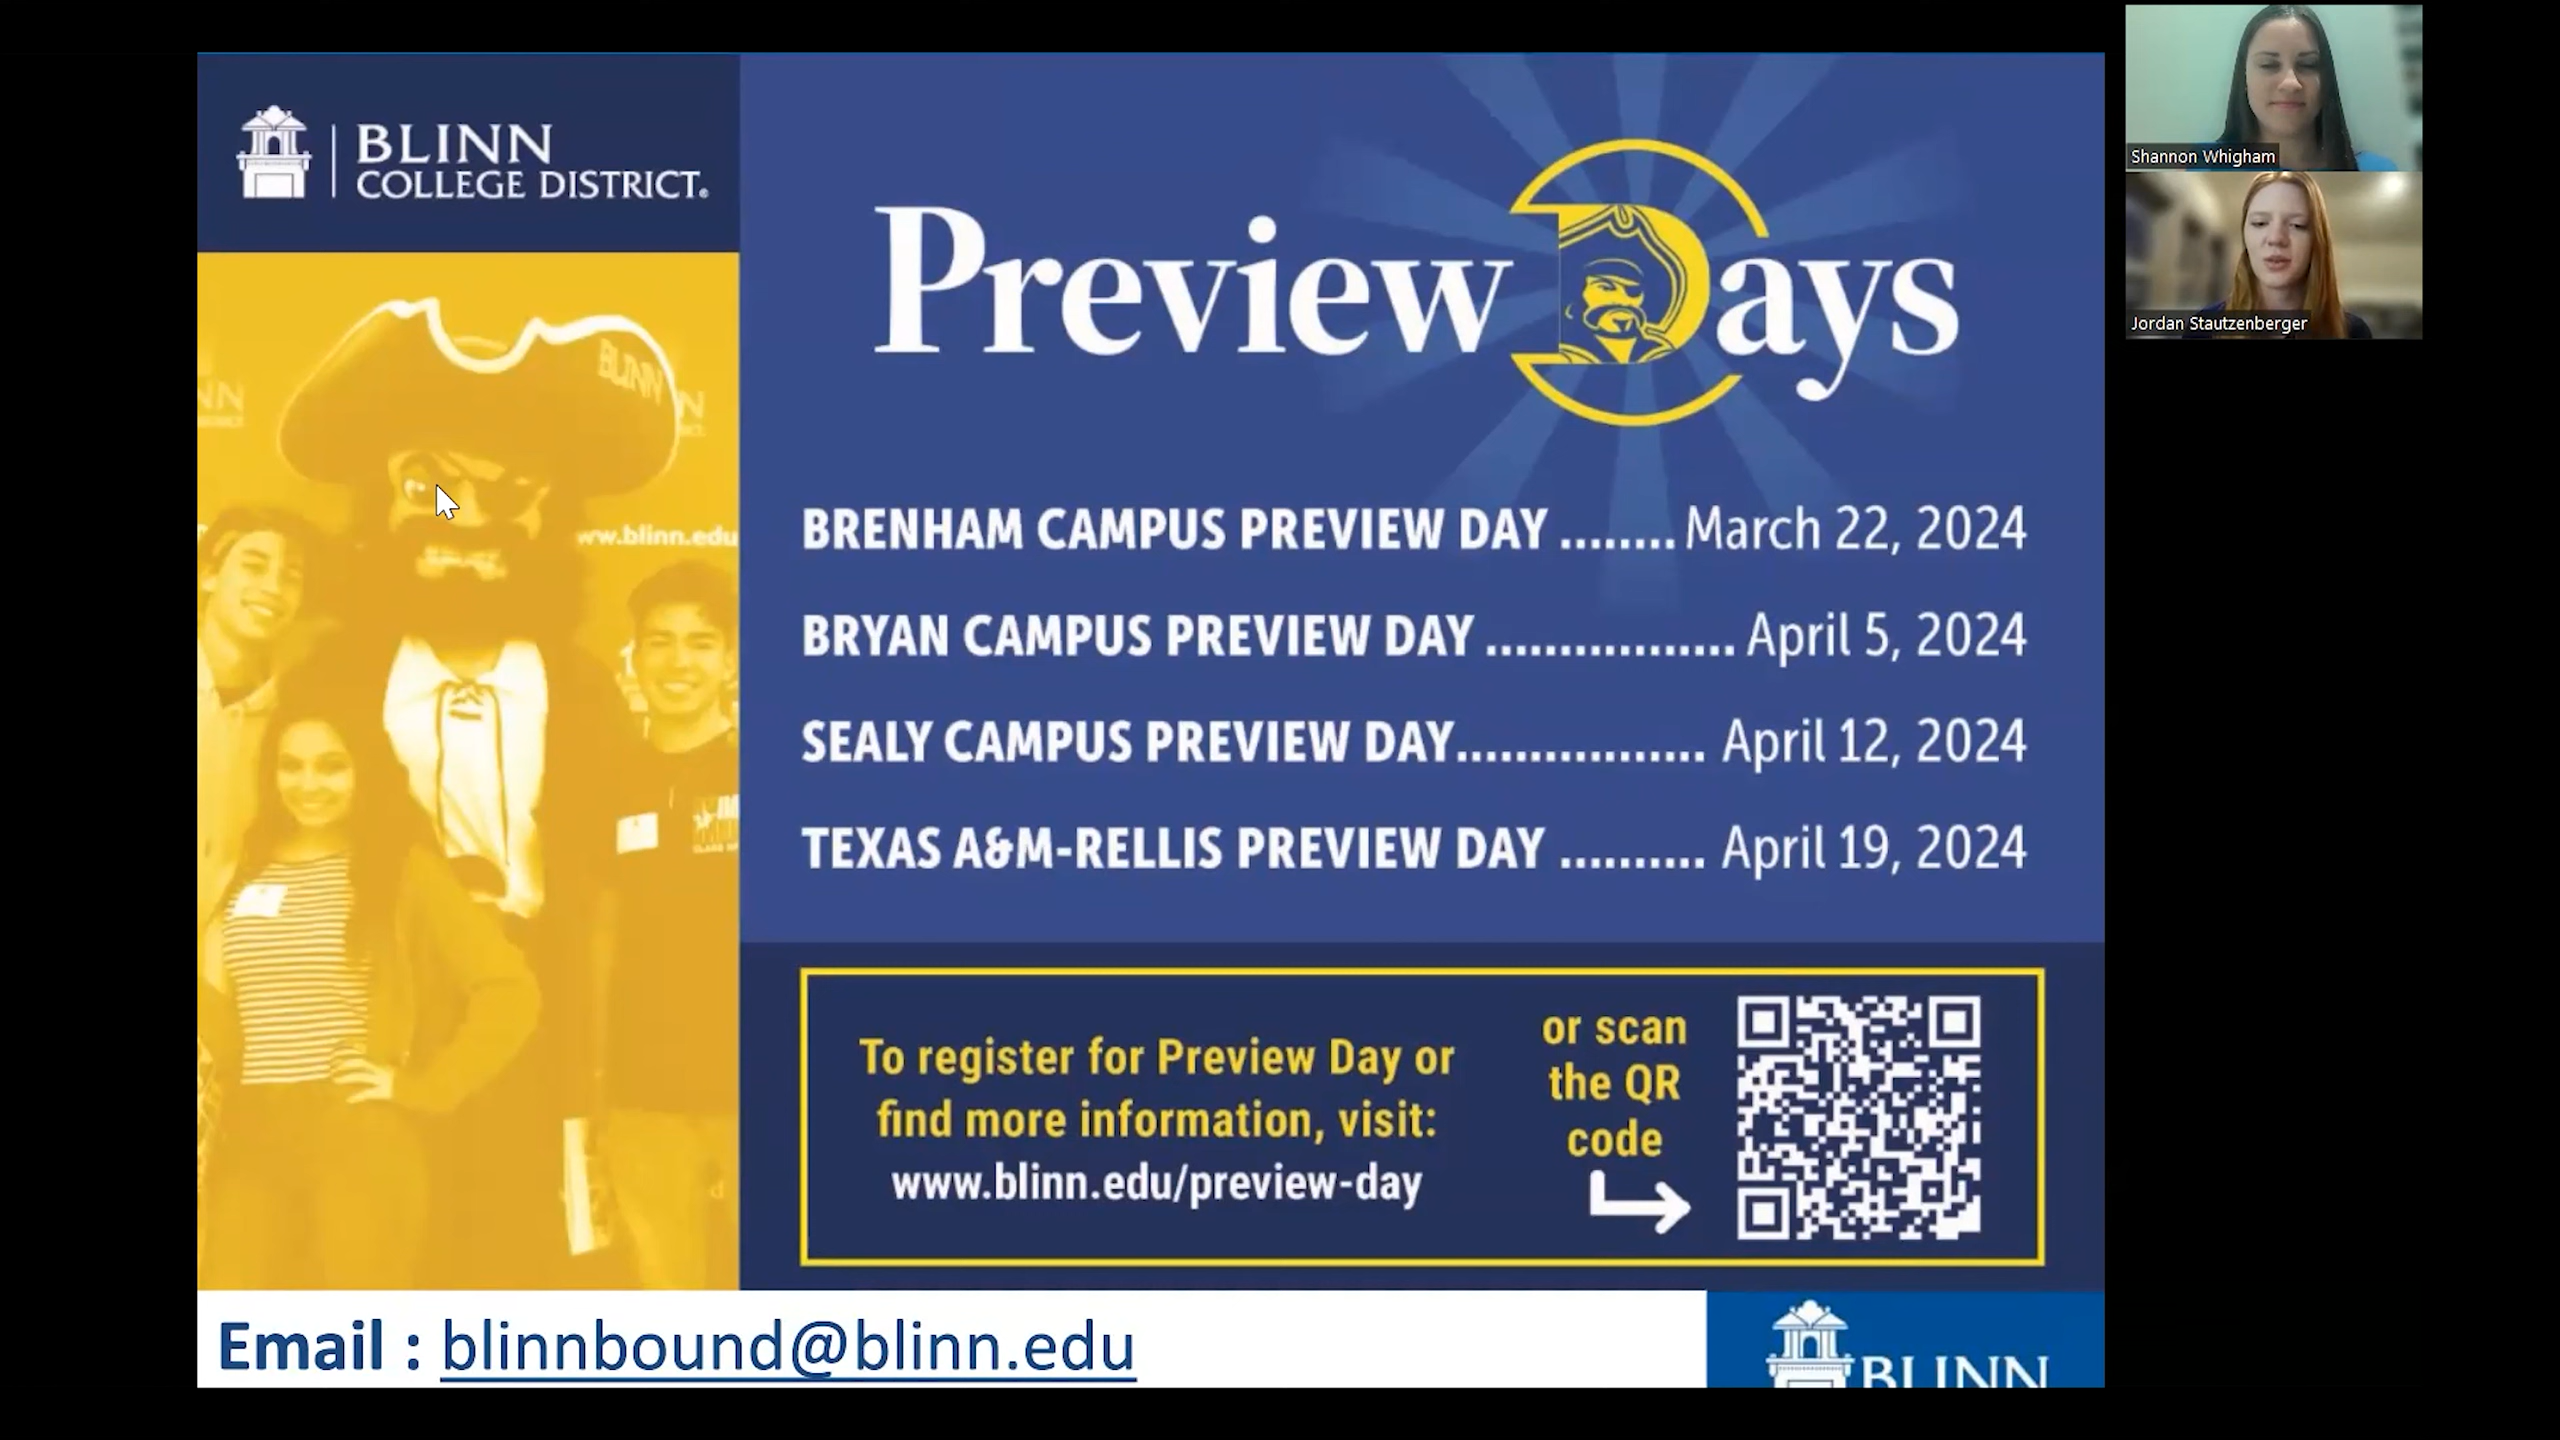 BLINN
COLLEGE DISTRICT.
Preview Days
BRENHAM CAMPUS PREVIEW DAY ........ March 22, 2024
BRYAN CAMPUS PREVIEW DAY ................. April 5, 2024
SEALY CAMPUS PREVIEW DAY................. April 12, 2024
TEXAS A&M-RELLIS PREVIEW DAY .......... April 19, 2024
BLINN
www.blinn.edu
To register for Preview Day or
find more information, visit:
www.blinn.edu/preview-day
or scan
the QR
code
Email : blinnbound@blinn.edu
BLINN
Shannon Whigham
Jordan Stautzenberger